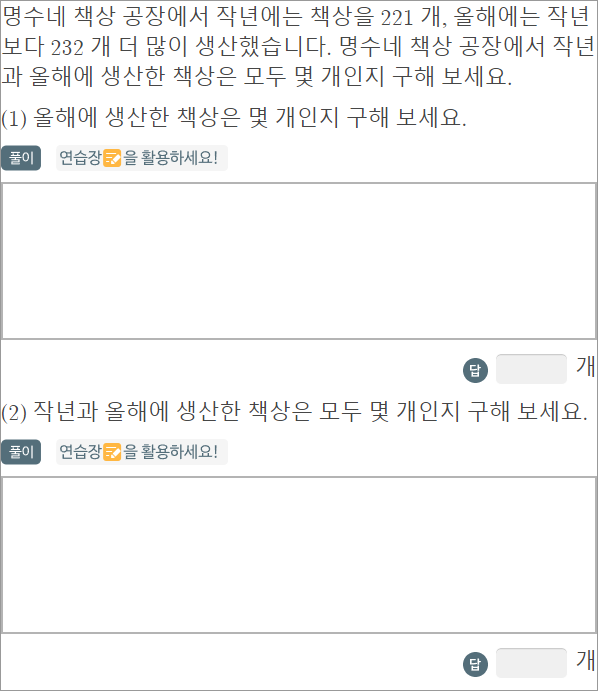 명수네 책상 공장에서 작년에는 책상을 221 개, 올해에는 작년
보다 232 개 더 많이 생산했습니다. 명수네 책상 공장에서 작년
과 올해에 생산한 책상은 모두 몇 개인지 구해 보세요.
(1) 올해에 생산한 책상은 몇 개인지 구해 보세요.
풀이 연습장을 활용하세요!
답 개
(2) 작년과 올해에 생산한 책상은 모두 몇 개인지 구해 보세요.
풀이 연습장을 활용하세요!
답 개